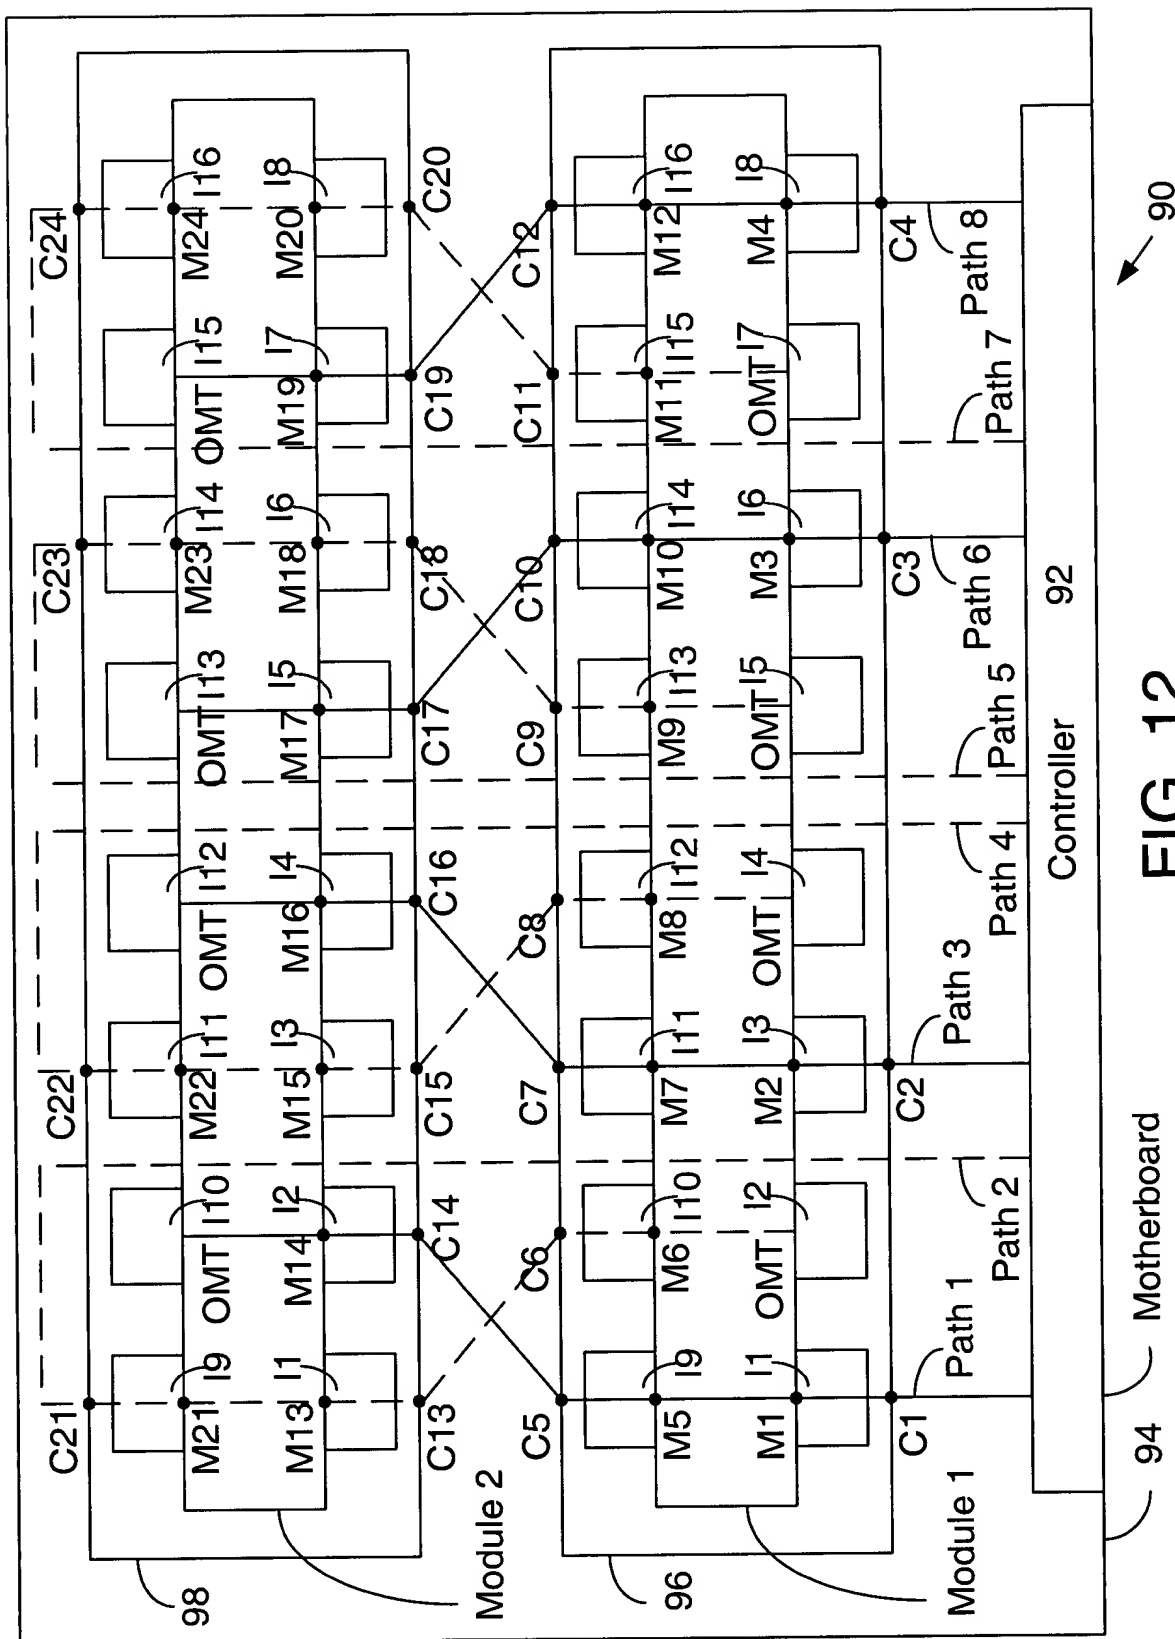 C21
C22
C23
C24
I9
I10
I11
I12
I13
I14
I15
I16
M21
OMT
M22
OMT
OMT
M23
OMT
M24
I1
I2
I3
I4
I5
I6
I7
I8
M13
M14
M15
M16
M17
M18
M19
M20
98
C13
C14
C15
C16
C17
C18
C19
C20
Module 2
C5
C6
C7
C8
C9
C10
C11
C12
I9
I10
I11
I12
I13
I14
I15
I16
M5
M6
M7
M8
M9
M10
M11
M12
96
I1
I2
I3
I4
I5
I6
I7
I8
M1
OMT
M2
OMT
OMT
M3
OMT
M4
C1
C2
C3
C4
Module 1
Path 1
Path 2
Path 3
Path 4
Path 5
Path 6
Path 7
Path 8
Controller
92
94
Motherboard
90
FIG. 12